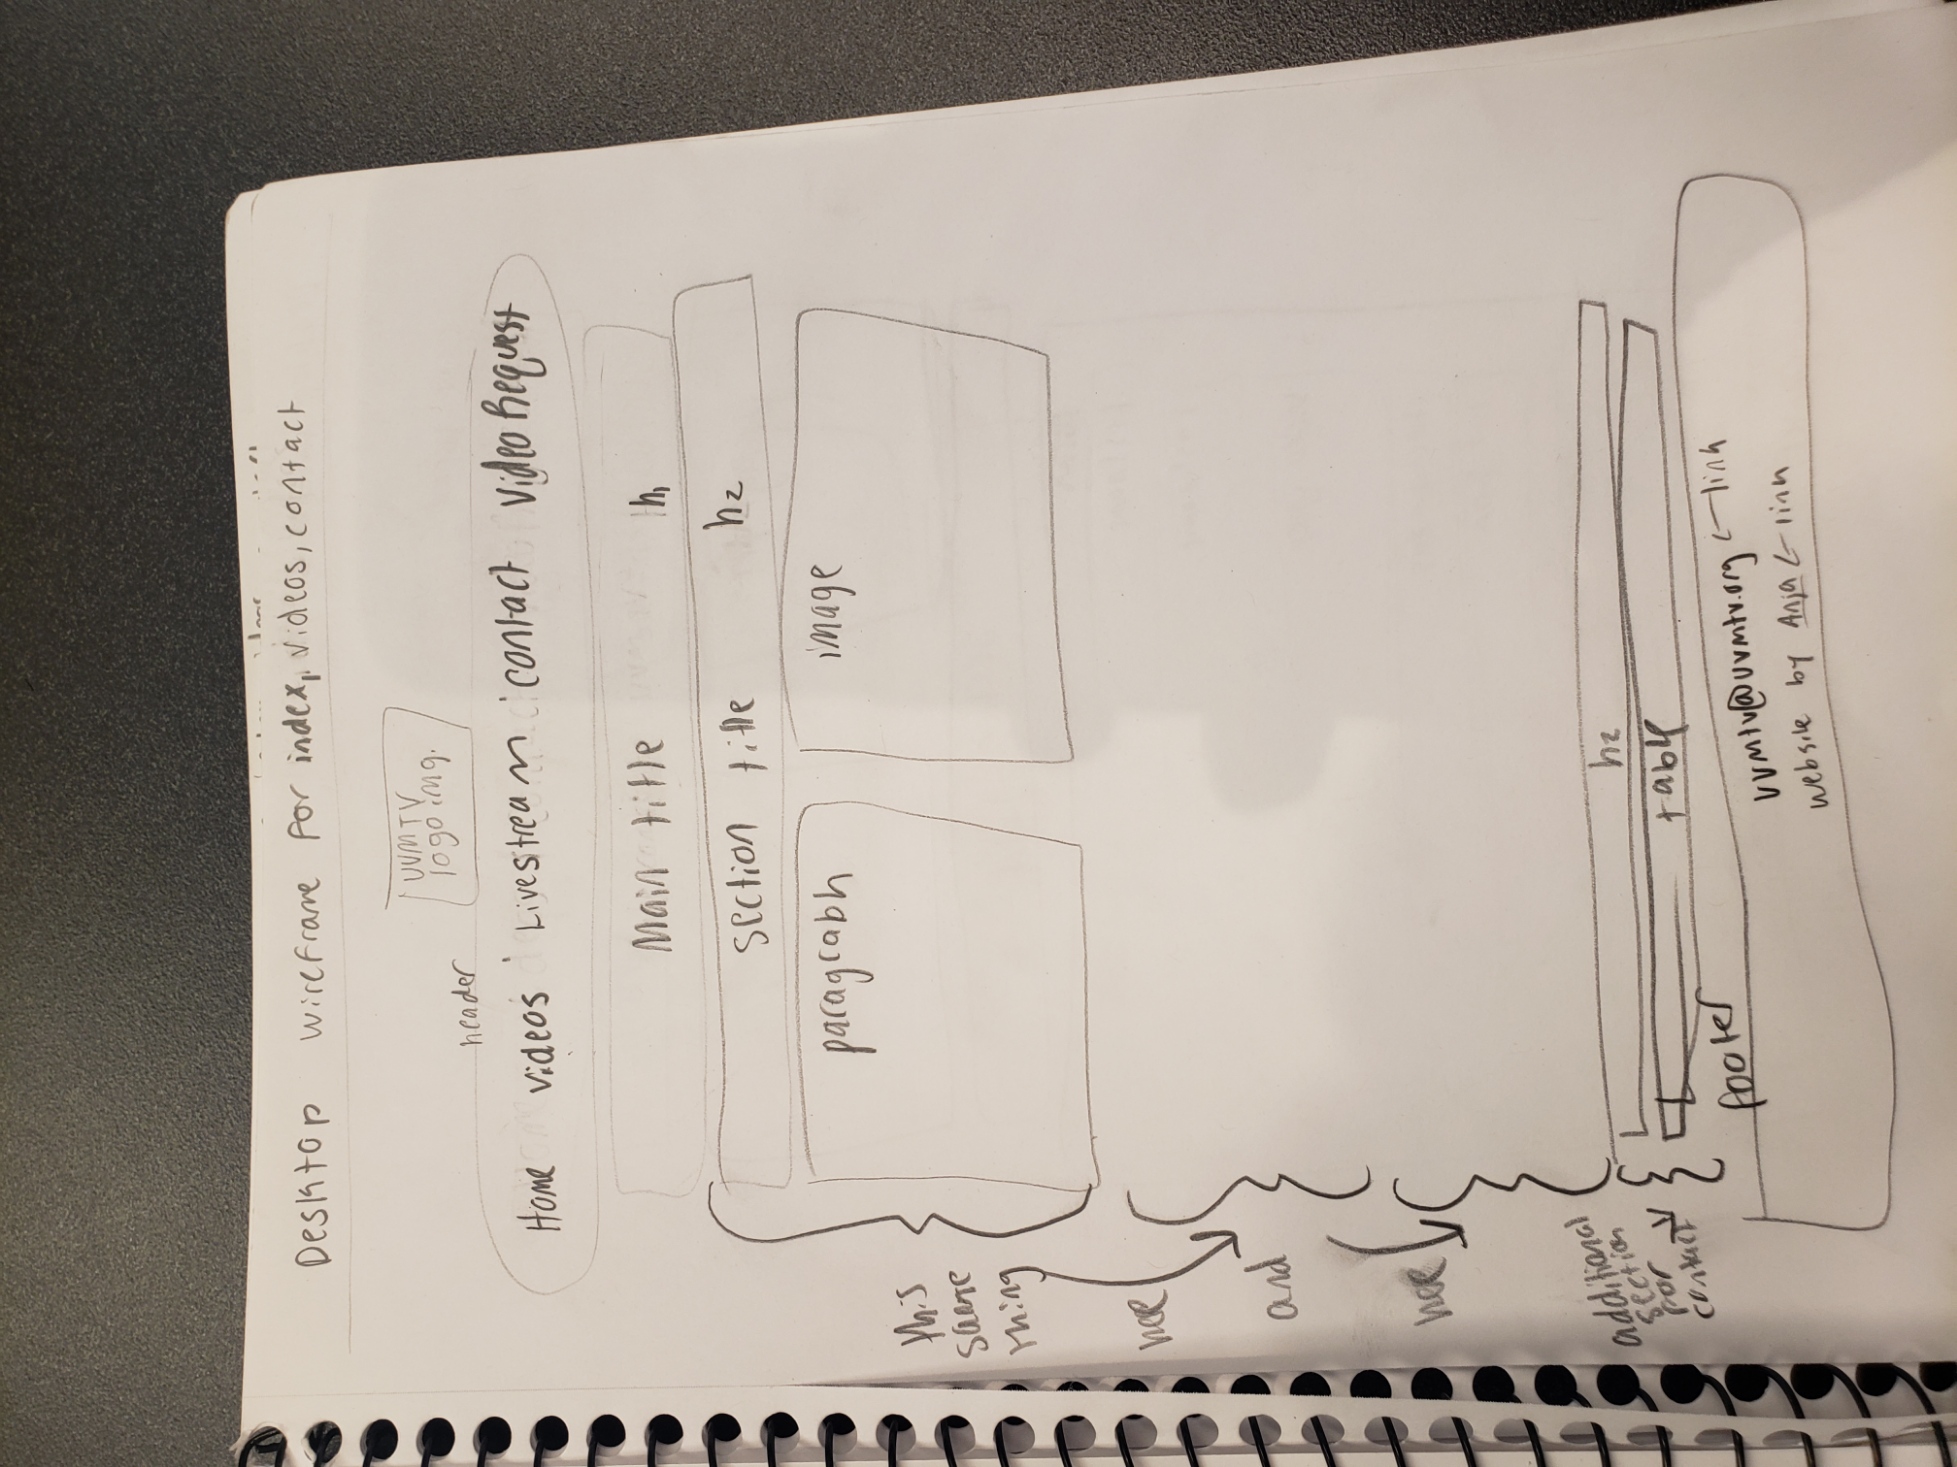 Desktop wireframe for index, videos, contact
UVMTV
logo img.
header
Home videos Livestream contact Video Request
Main title h1
section title h2
paragraph image
this
same
thing
here
and
here
additional
section
for
contact
h2
table
footer
uvmtv@uvmtv.org ← link
website by Anja ← link